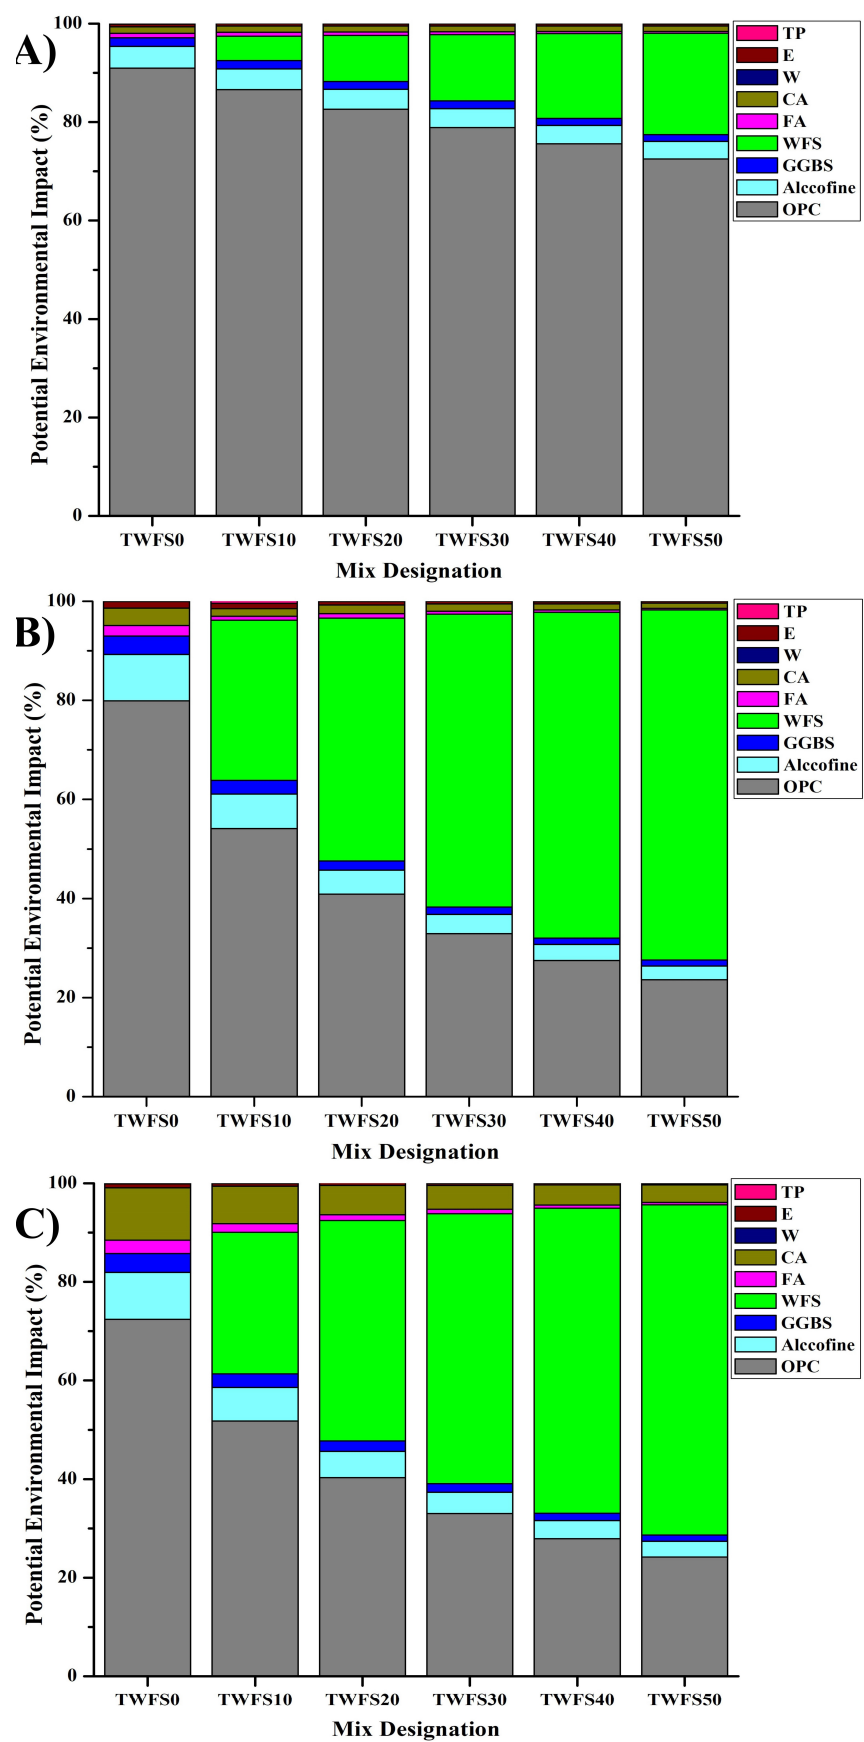 A)
Potential Environmental Impact (%)
100
80
60
40
20
0
TWFS0 TWFS10 TWFS20 TWFS30 TWFS40 TWFS50
Mix Designation
TP
E
W
CA
FA
WFS
GGBS
Alccofine
OPC
B)
Potential Environmental Impact (%)
100
80
60
40
20
0
TWFS0 TWFS10 TWFS20 TWFS30 TWFS40 TWFS50
Mix Designation
TP
E
W
CA
FA
WFS
GGBS
Alccofine
OPC
C)
Potential Environmental Impact (%)
100
80
60
40
20
0
TWFS0 TWFS10 TWFS20 TWFS30 TWFS40 TWFS50
Mix Designation
TP
E
W
CA
FA
WFS
GGBS
Alccofine
OPC